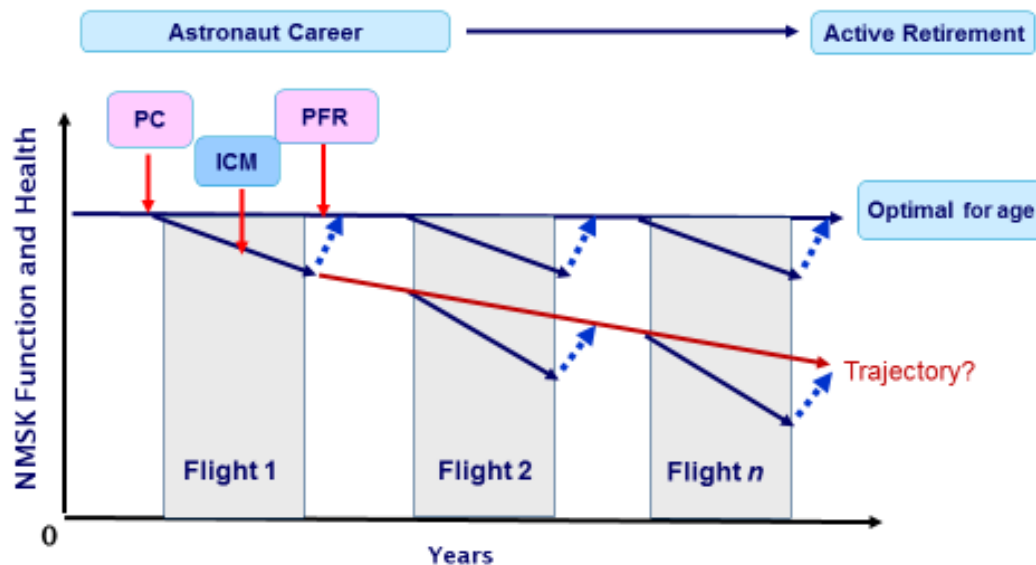 Astronaut Career
Active Retirement
PC
PFR
ICM
NMSK Function and Health
Optimal for age
Trajectory?
Flight 1
Flight 2
Flight n
0
Years